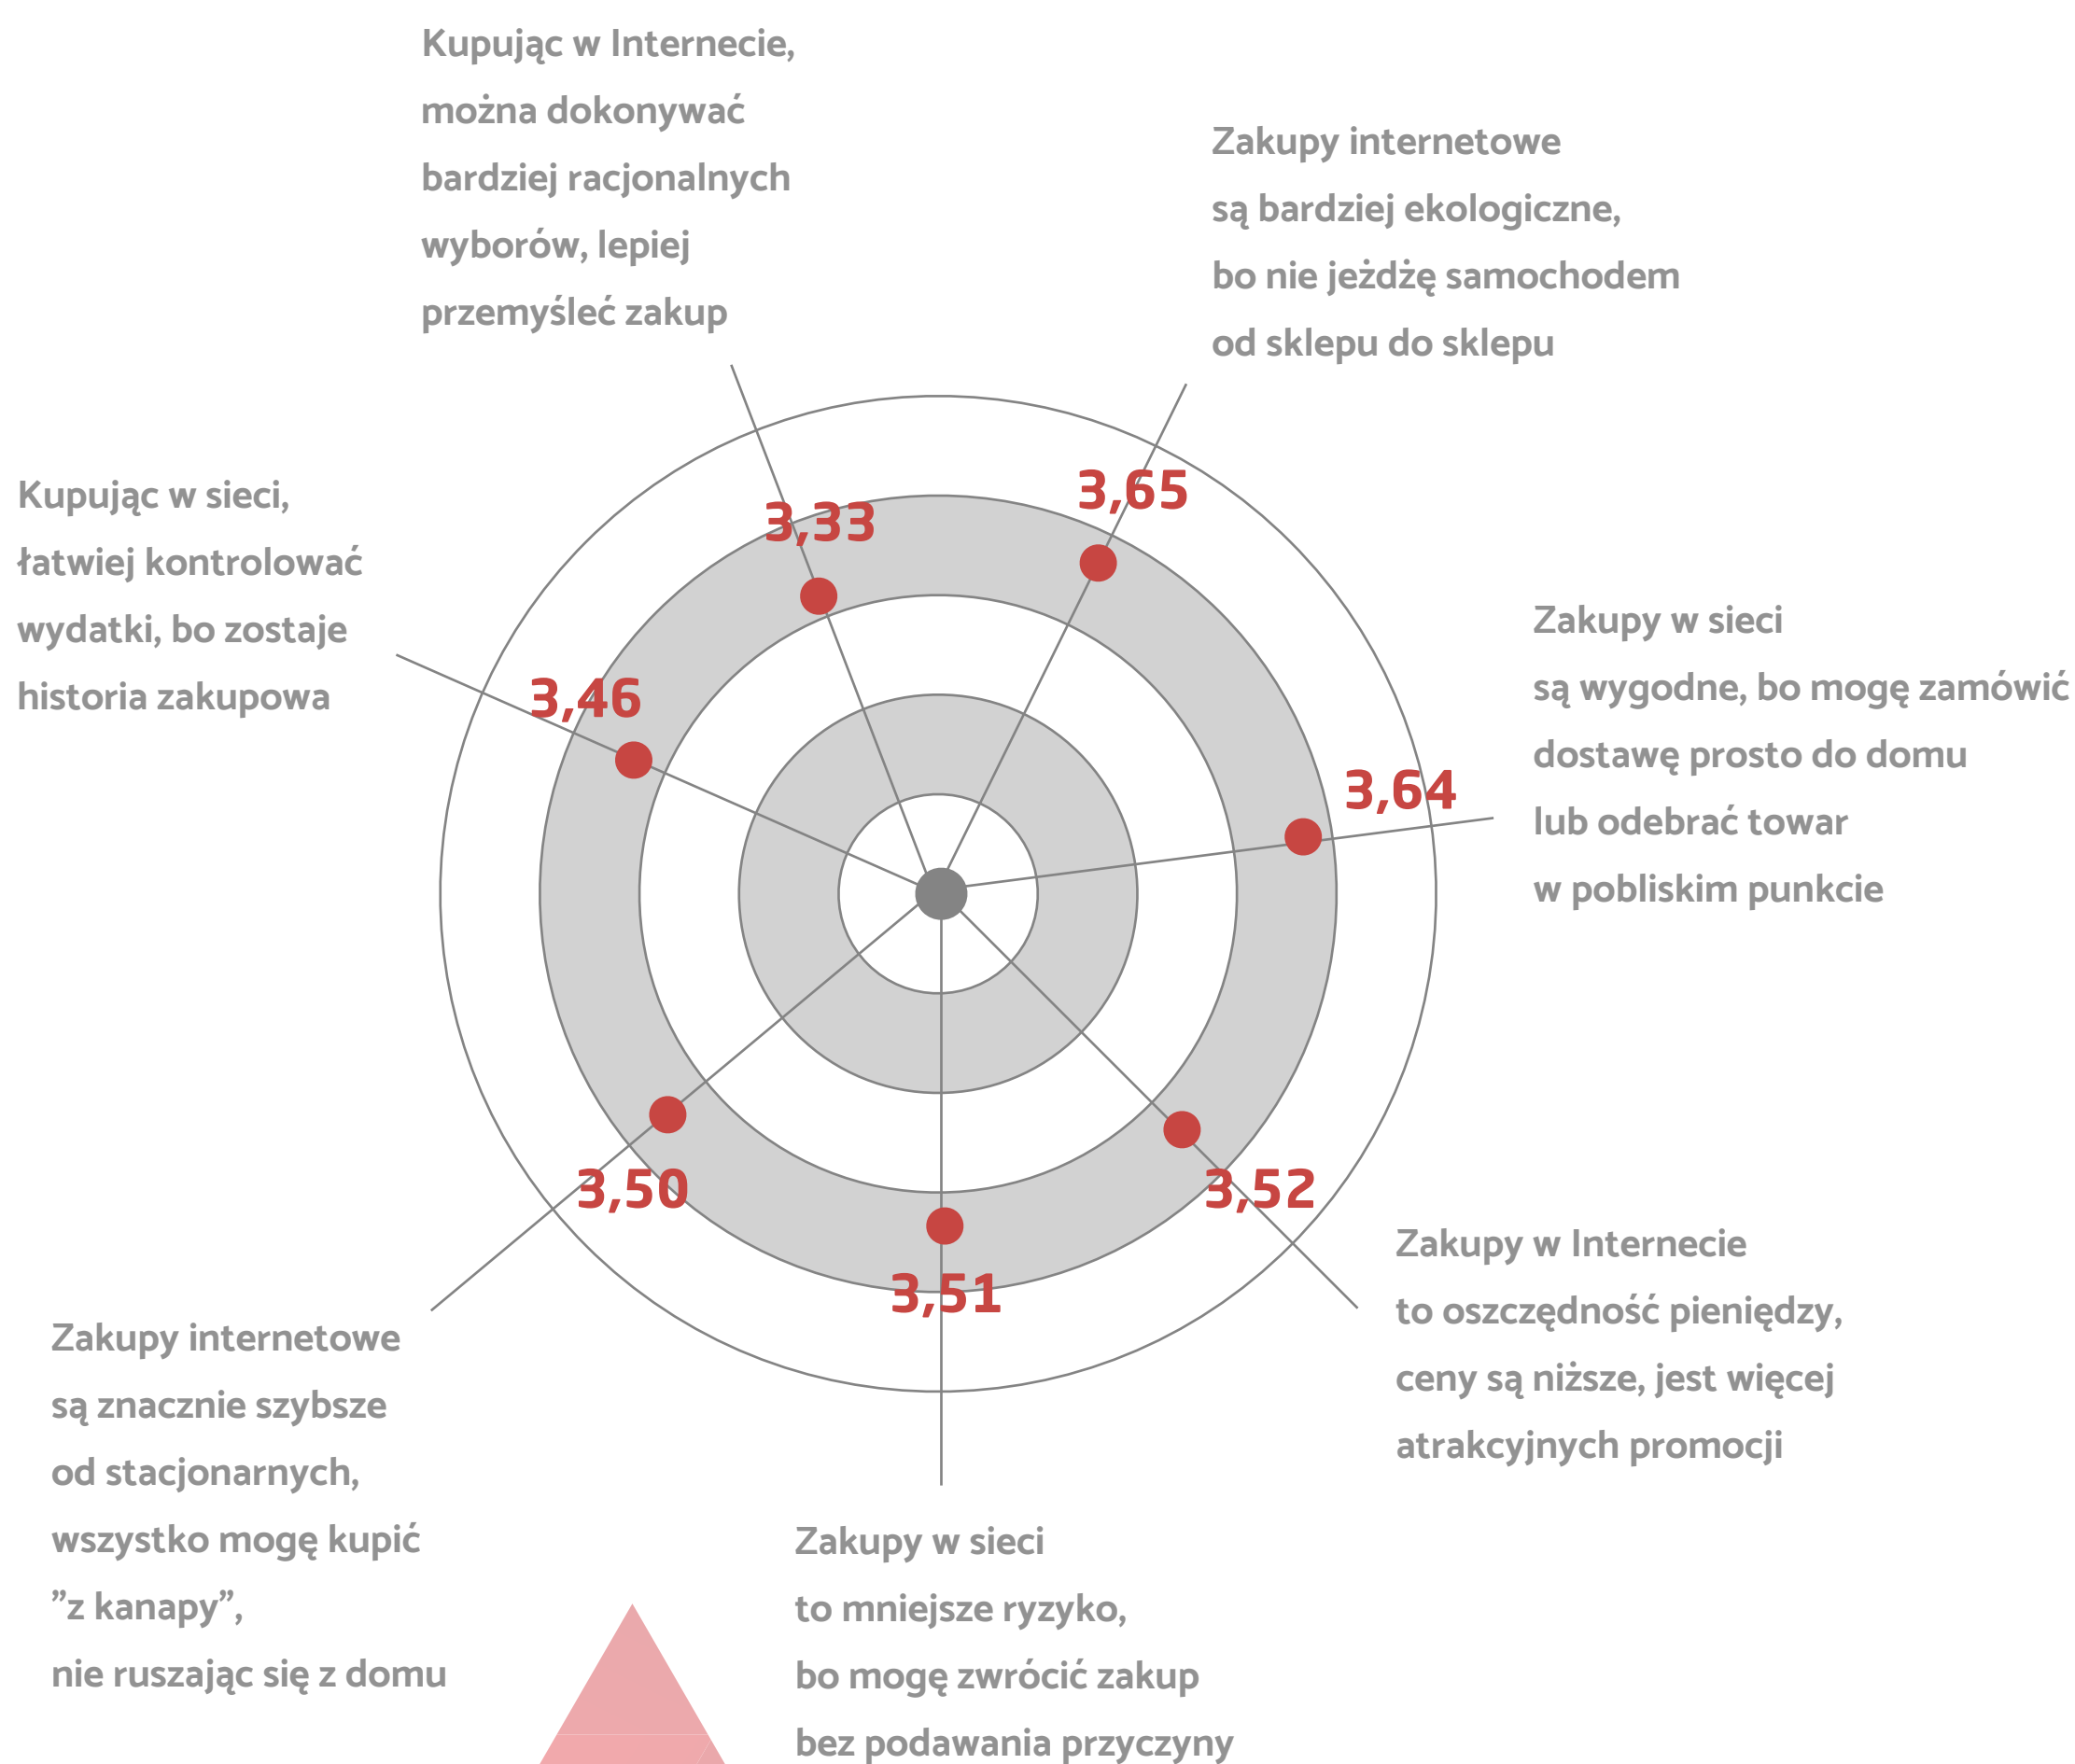 Kupując w Internecie,
można dokonywać
bardziej racjonalnych
wyborów, lepiej
przemyśleć zakup
Zakupy internetowe
są bardziej ekologiczne,
bo nie jeżdżę samochodem
od sklepu do sklepu
Kupując w sieci,
łatwiej kontrolować
wydatki, bo zostaje
historia zakupowa
3,33
3,65
3,46
3,64
Zakupy w sieci
są wygodne, bo mogę zamówić
dostawę prosto do domu
lub odebrać towar
w pobliskim punkcie
3,50
3,51
3,52
Zakupy w Internecie
to oszczędność pieniędzy,
ceny są niższe, jest więcej
atrakcyjnych promocji
Zakupy internetowe
są znacznie szybsze
od stacjonarnych,
wszystko mogę kupić
”z kanapy”,
nie ruszając się z domu
Zakupy w sieci
to mniejsze ryzyko,
bo mogę zwrócić zakup
bez podawania przyczyny